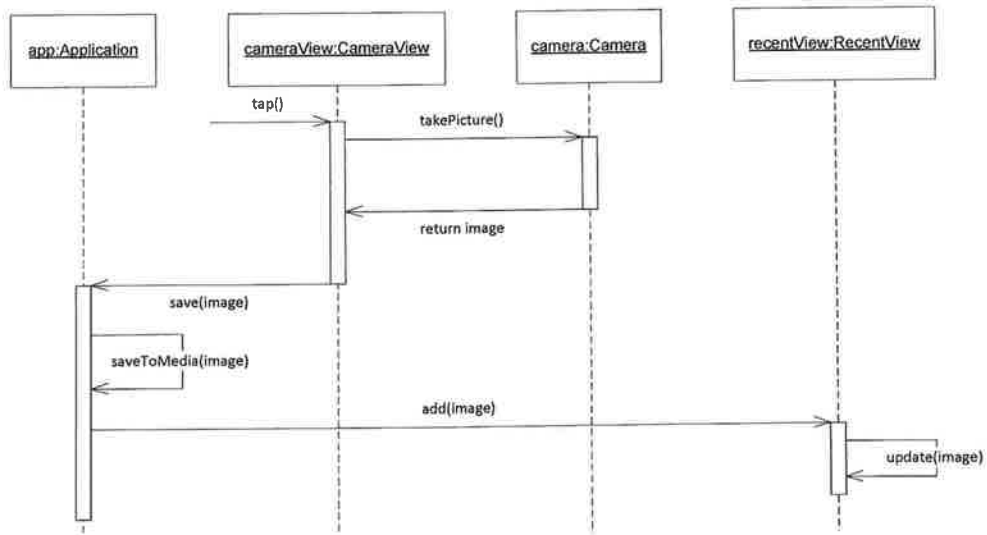 app:Application
cameraView:CameraView
camera:Camera
recentView:RecentView
tap()
takePicture()
return image
save(image)
saveToMedia(image)
add(image)
update(image)